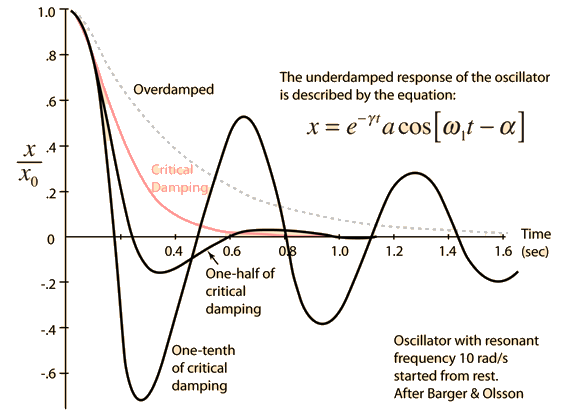 1.0
.8
.6
.4
.2
0
-.2
-.4
-.6
x
x₀
Overdamped
The underdamped response of the oscillator
is described by the equation:
x = e^{-γt} a cos[ω₁t − α]
Critical
Damping
0.4 0.6 0.8 1.0 1.2 1.4 1.6
Time
(sec)
One-half of
critical
damping
One-tenth
of critical
damping
Oscillator with resonant
frequency 10 rad/s
started from rest.
After Barger & Olsson